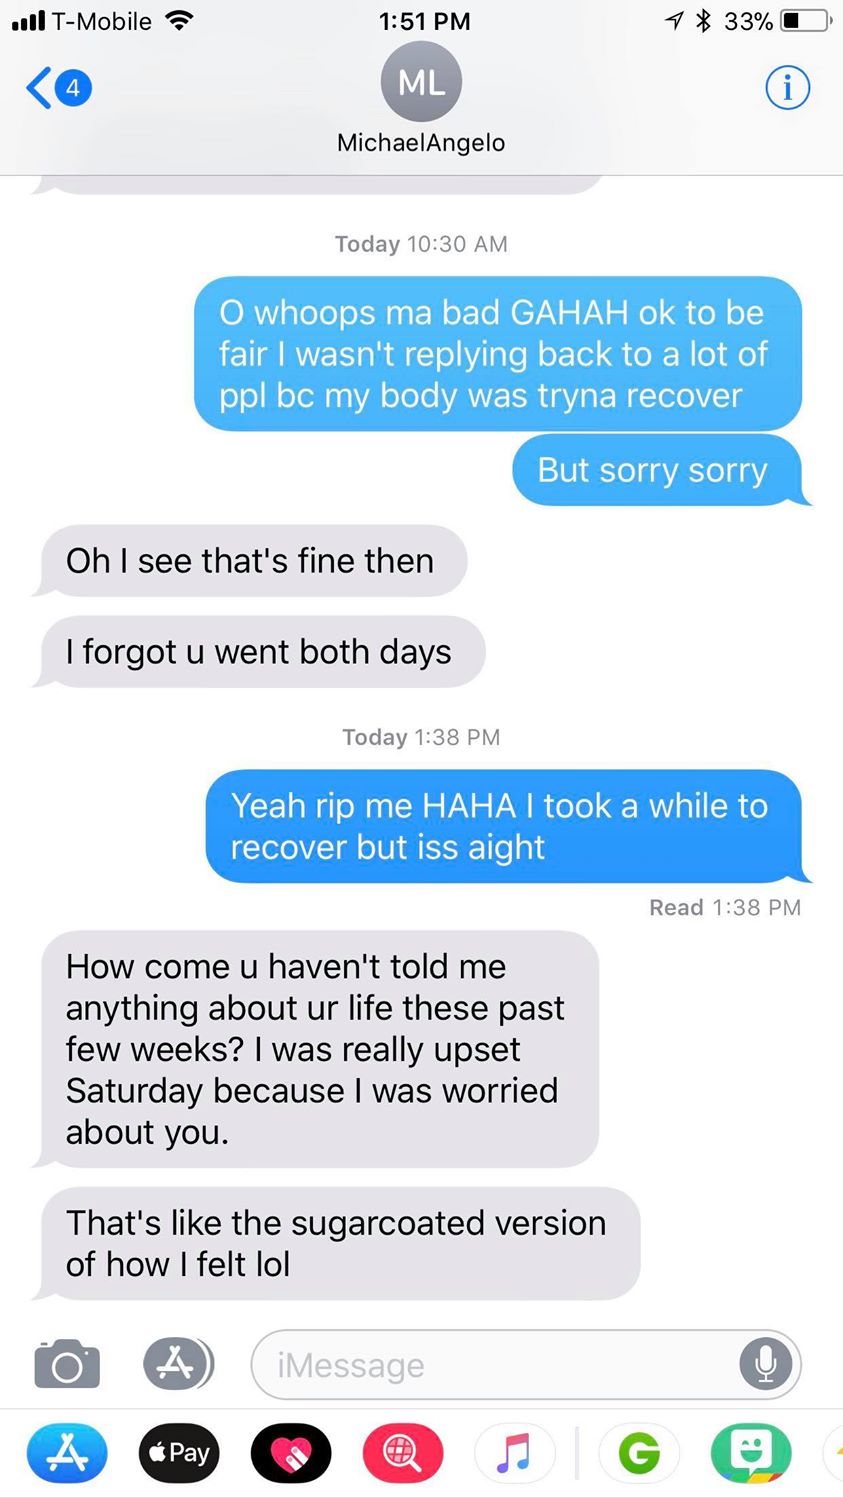 T-Mobile 1:51 PM 33%
4
ML
MichaelAngelo
Today 10:30 AM
O whoops ma bad GAHAH ok to be
fair I wasn't replying back to a lot of
ppl bc my body was tryna recover
But sorry sorry
Oh I see that's fine then
I forgot u went both days
Today 1:38 PM
Yeah rip me HAHA I took a while to
recover but iss aight
Read 1:38 PM
How come u haven't told me
anything about ur life these past
few weeks? I was really upset
Saturday because I was worried
about you.
That's like the sugarcoated version
of how I felt lol
iMessage
Pay
G